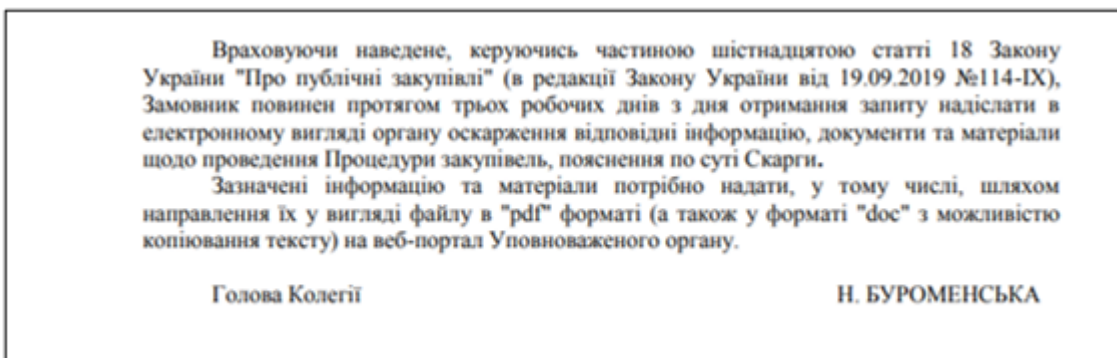 Враховуючи наведене, керуючись частиною шістнадцятою статті 18 Закону
України "Про публічні закупівлі" (в редакції Закону України від 19.09.2019 №114-IX),
Замовник повинен протягом трьох робочих днів з дня отримання запиту надіслати в
електронному вигляді органу оскарження відповідні інформацію, документи та матеріали
щодо проведення Процедури закупівель, пояснення по суті Скарги.
Зазначені інформацію та матеріали потрібно надати, у тому числі, шляхом
направлення їх у вигляді файлу в "pdf" форматі (а також у форматі "doc" з можливістю
копіювання тексту) на веб-портал Уповноваженого органу.
Голова Колегії Н. БУРОМЕНСЬКА